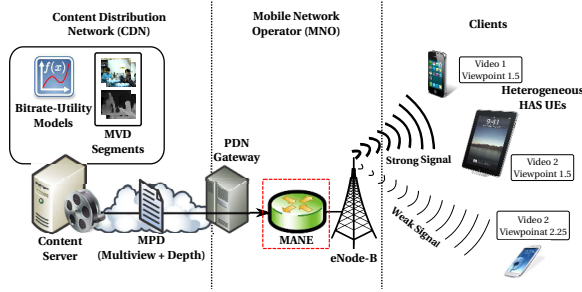 Content Distribution
Network (CDN)
Mobile Network
Operator (MNO)
Clients
f(x)
Bitrate-Utility
Models
MVD
Segments
PDN
Gateway
Video 1
Viewpoint 1.5
Heterogeneous
HAS UEs
9:41
Strong Signal
Video 2
Viewpoint 1.5
Weak Signal
Video 2
Viewpoinat 2.25
Content
Server
MPD
(Multiview + Depth)
MANE
eNode-B